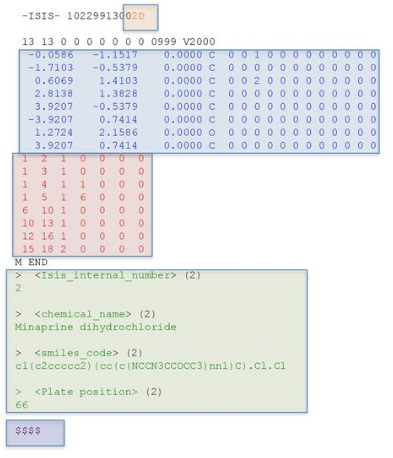 -ISIS- 10229913002D
13 13 0 0 0 0 0 0 0 0999 V2000
-0.0586 -1.1517 0.0000 C 0 0 1 0 0 0 0 0 0 0 0 0
-1.7103 -0.5379 0.0000 C 0 0 0 0 0 0 0 0 0 0 0 0
0.6069 1.4103 0.0000 C 0 0 2 0 0 0 0 0 0 0 0 0
2.8138 1.3828 0.0000 C 0 0 0 0 0 0 0 0 0 0 0 0
3.9207 -0.5379 0.0000 C 0 0 0 0 0 0 0 0 0 0 0 0
-3.9207 0.7414 0.0000 C 0 0 0 0 0 0 0 0 0 0 0 0
1.2724 2.1586 0.0000 O 0 0 0 0 0 0 0 0 0 0 0 0
3.9207 0.7414 0.0000 C 0 0 0 0 0 0 0 0 0 0 0 0
1 2 1 0 0 0 0
1 3 1 0 0 0 0
1 4 1 1 0 0 0
1 5 1 6 0 0 0
6 10 1 0 0 0 0
10 13 1 0 0 0 0
12 16 1 0 0 0 0
15 18 2 0 0 0 0
M END
> <Isis_internal_number> (2)
2
> <chemical_name> (2)
Minaprine dihydrochloride
> <smiles_code> (2)
c1(c2ccccc2)(cc(c(NCCN3CCOCC3)nn1)C).Cl.Cl
> <Plate position> (2)
66
$$$$